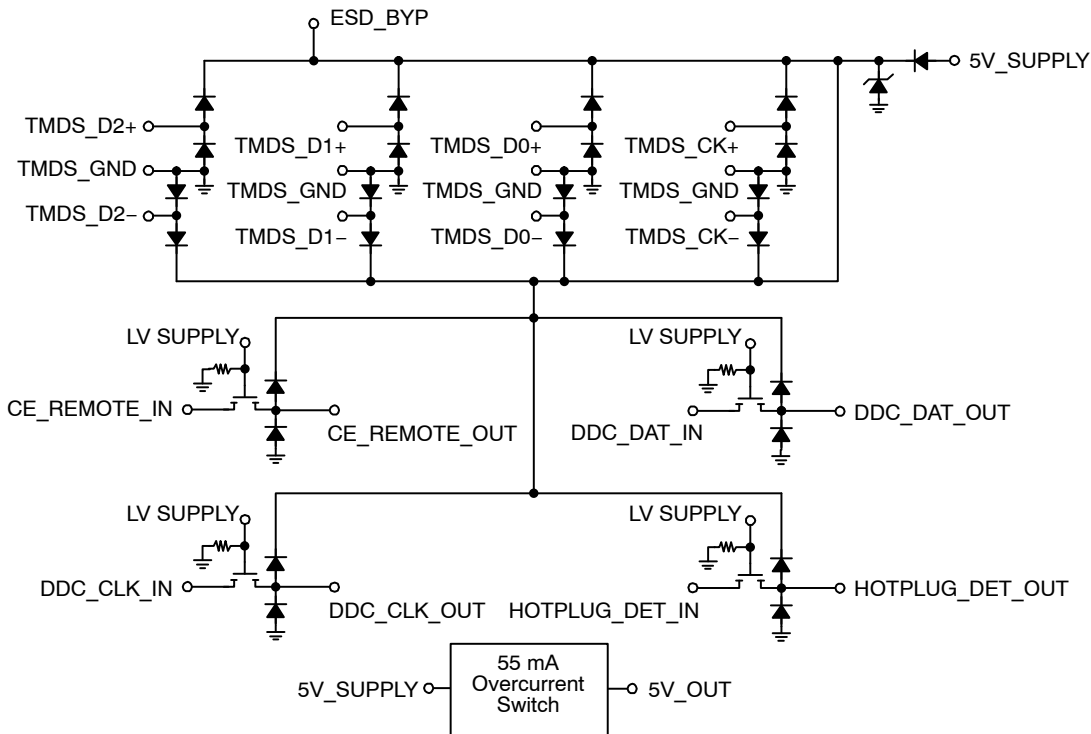 ESD_BYP
5V_SUPPLY
TMDS_D2+
TMDS_GND
TMDS_D2−
TMDS_D1+
TMDS_GND
TMDS_D1−
TMDS_D0+
TMDS_GND
TMDS_D0−
TMDS_CK+
TMDS_GND
TMDS_CK−
LV SUPPLY
CE_REMOTE_IN
CE_REMOTE_OUT
LV SUPPLY
DDC_DAT_IN
DDC_DAT_OUT
LV SUPPLY
DDC_CLK_IN
DDC_CLK_OUT
LV SUPPLY
HOTPLUG_DET_IN
HOTPLUG_DET_OUT
5V_SUPPLY
55 mA
Overcurrent
Switch
5V_OUT